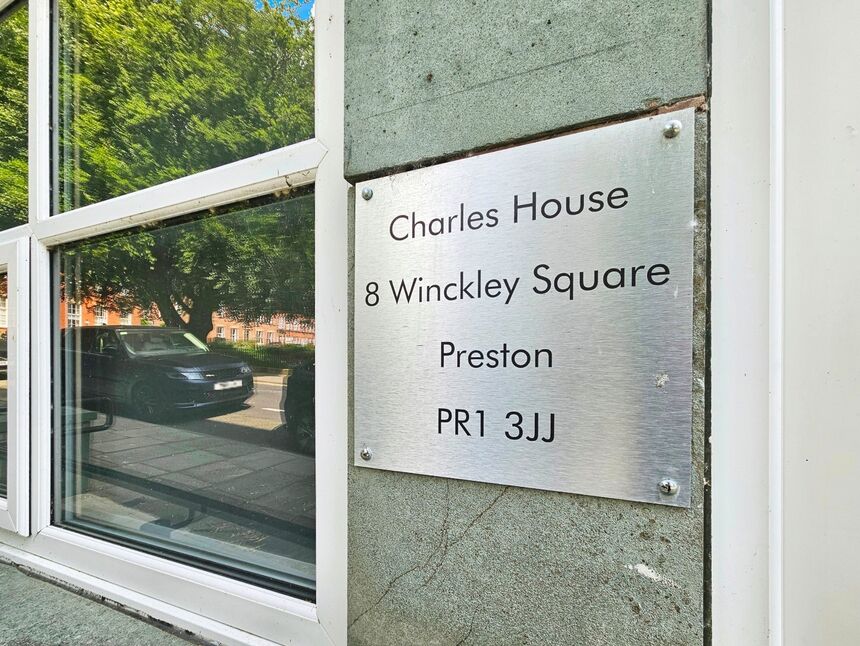 Charles House
8 Winckley Square
Preston
PR1 3JJ